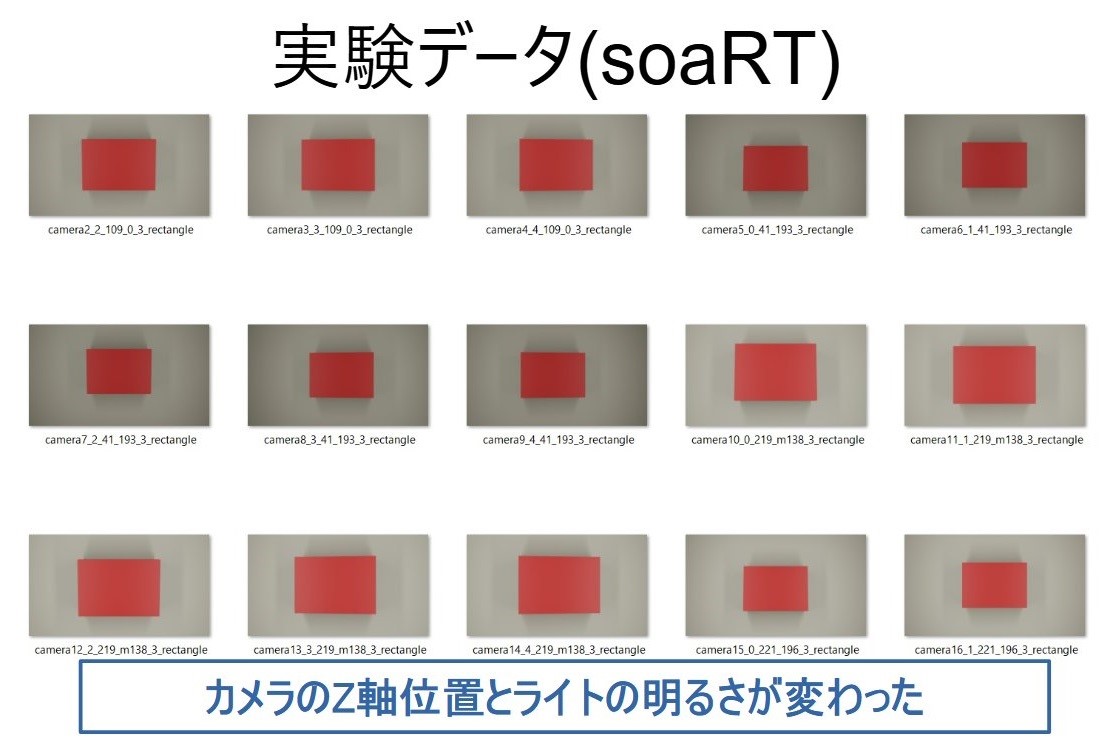 実験データ(soaRT)
camera2_2_109_0_3_rectangle
camera3_3_109_0_3_rectangle
camera4_4_109_0_3_rectangle
camera5_0_41_193_3_rectangle
camera6_1_41_193_3_rectangle
camera7_2_41_193_3_rectangle
camera8_3_41_193_3_rectangle
camera9_4_41_193_3_rectangle
camera10_0_219_m138_3_rectangle
camera11_1_219_m138_3_rectangle
camera12_2_219_m138_3_rectangle
camera13_3_219_m138_3_rectangle
camera14_4_219_m138_3_rectangle
camera15_0_221_196_3_rectangle
camera16_1_221_196_3_rectangle
カメラのZ軸位置とライトの明るさが変わった